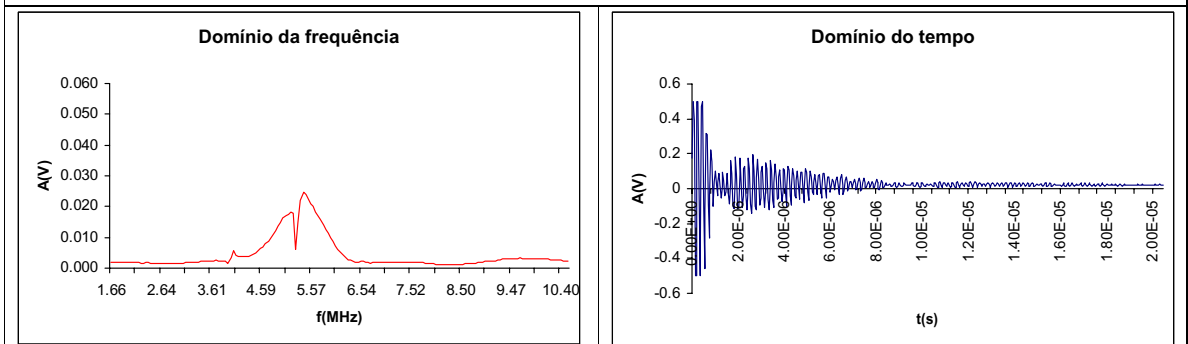 Domínio da frequência
0.060
0.050
0.040
0.030
0.020
0.010
0.000
A(V)
1.66 2.64 3.61 4.59 5.57 6.54 7.52 8.50 9.47 10.40
f(MHz)
Domínio do tempo
0.6
0.4
0.2
0
-0.2
-0.4
-0.6
A(V)
0.00E+00 2.00E-06 4.00E-06 6.00E-06 8.00E-06 1.00E-05 1.20E-05 1.40E-05 1.60E-05 1.80E-05 2.00E-05
t(s)